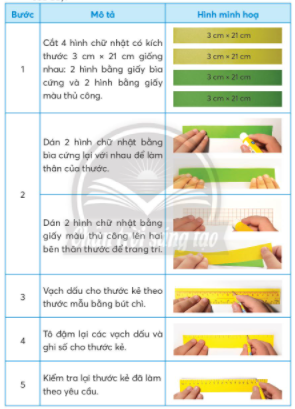 Bước
Mô tả
Hình minh hoạ
1
Cắt 4 hình chữ nhật có kích
thước 3 cm × 21 cm giống
nhau: 2 hình bằng giấy bìa
cứng và 2 hình bằng giấy
màu thủ công.
3 cm × 21 cm
3 cm × 21 cm
3 cm × 21 cm
3 cm × 21 cm
2
Dán 2 hình chữ nhật bằng
bìa cứng lại với nhau để làm
thân của thước.
Dán 2 hình chữ nhật bằng
giấy màu thủ công lên hai
bên thân thước để trang trí.
3
Vạch dấu cho thước kẻ theo
thước mẫu bằng bút chì.
4
Tô đậm lại các vạch dấu và
ghi số cho thước kẻ.
5
Kiểm tra lại thước kẻ đã làm
theo yêu cầu.